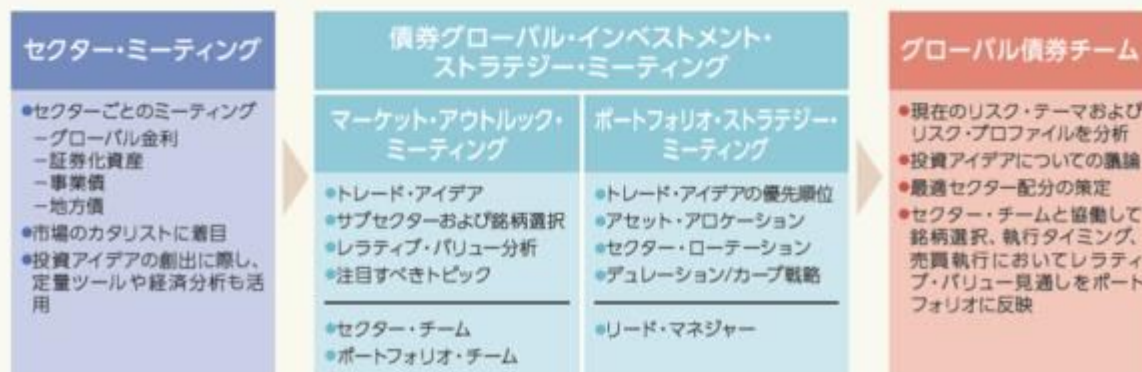 セクター・ミーティング
●セクターごとのミーティング
－グローバル金利
－証券化資産
－事業債
－地方債
●市場のカタリストに着目
●投資アイデアの創出に際し、
定量ツールや経済分析も活
用
債券グローバル・インベストメント・
ストラテジー・ミーティング
マーケット・アウトルック・
ミーティング
●トレード・アイデア
●サブセクターおよび銘柄選択
●レラティブ・バリュー分析
●注目すべきトピック
●セクター・チーム
●ポートフォリオ・チーム
ポートフォリオ・ストラテジー・
ミーティング
●トレード・アイデアの優先順位
●アセット・アロケーション
●セクター・ローテーション
●デュレーション/カーブ戦略
●リード・マネジャー
グローバル債券チーム
●現在のリスク・テーマおよび
リスク・プロファイルを分析
●投資アイデアについての議論
●最適セクター配分の策定
●セクター・チームと協働して
銘柄選択、執行タイミング、
売買執行においてレラティ
ブ・バリュー見通しをポート
フォリオに反映